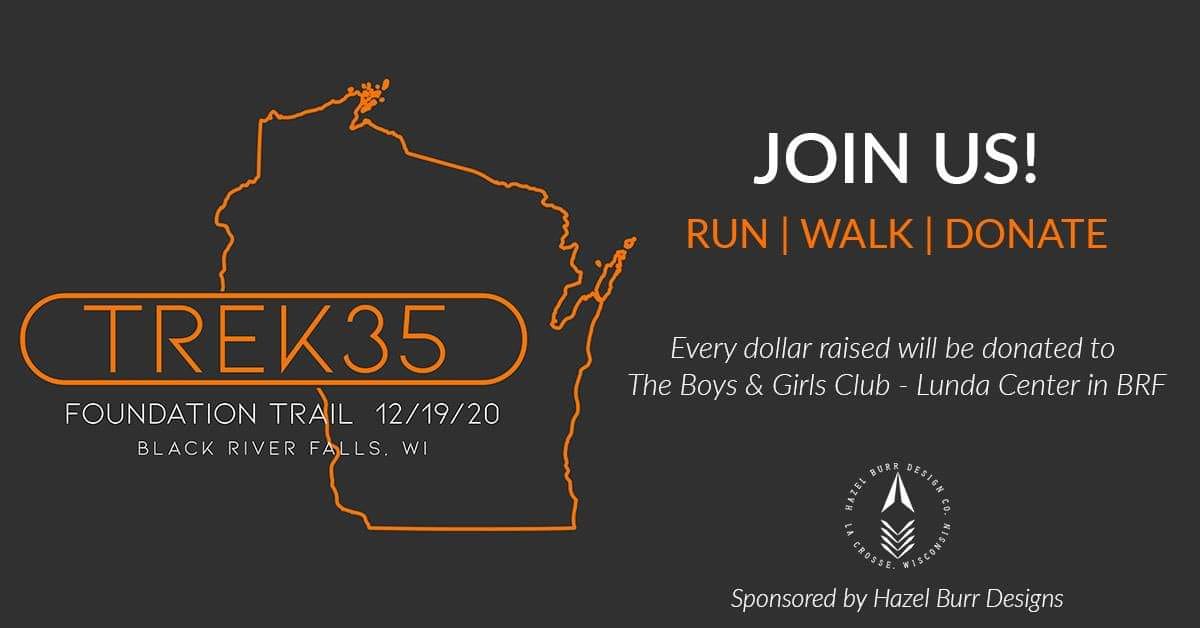 TREK35
FOUNDATION TRAIL 12/19/20
BLACK RIVER FALLS, WI
JOIN US!
RUN | WALK | DONATE
Every dollar raised will be donated to
The Boys & Girls Club - Lunda Center in BRF
HAZEL BURR DESIGN CO.
LA CROSSE, WISCONSIN
Sponsored by Hazel Burr Designs